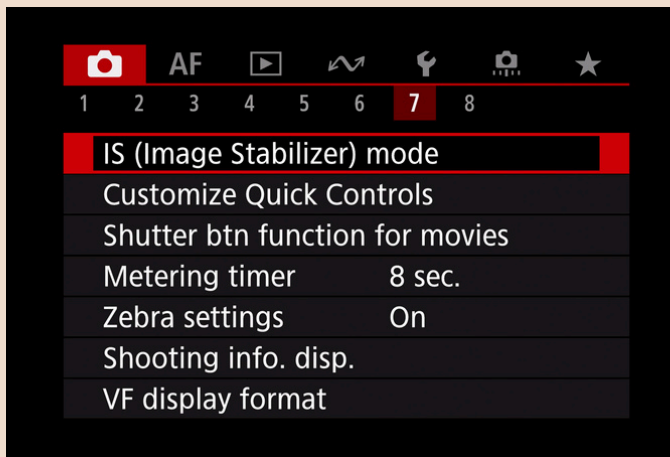 AF
1 2 3 4 5 6 7 8
IS (Image Stabilizer) mode
Customize Quick Controls
Shutter btn function for movies
Metering timer 8 sec.
Zebra settings On
Shooting info. disp.
VF display format